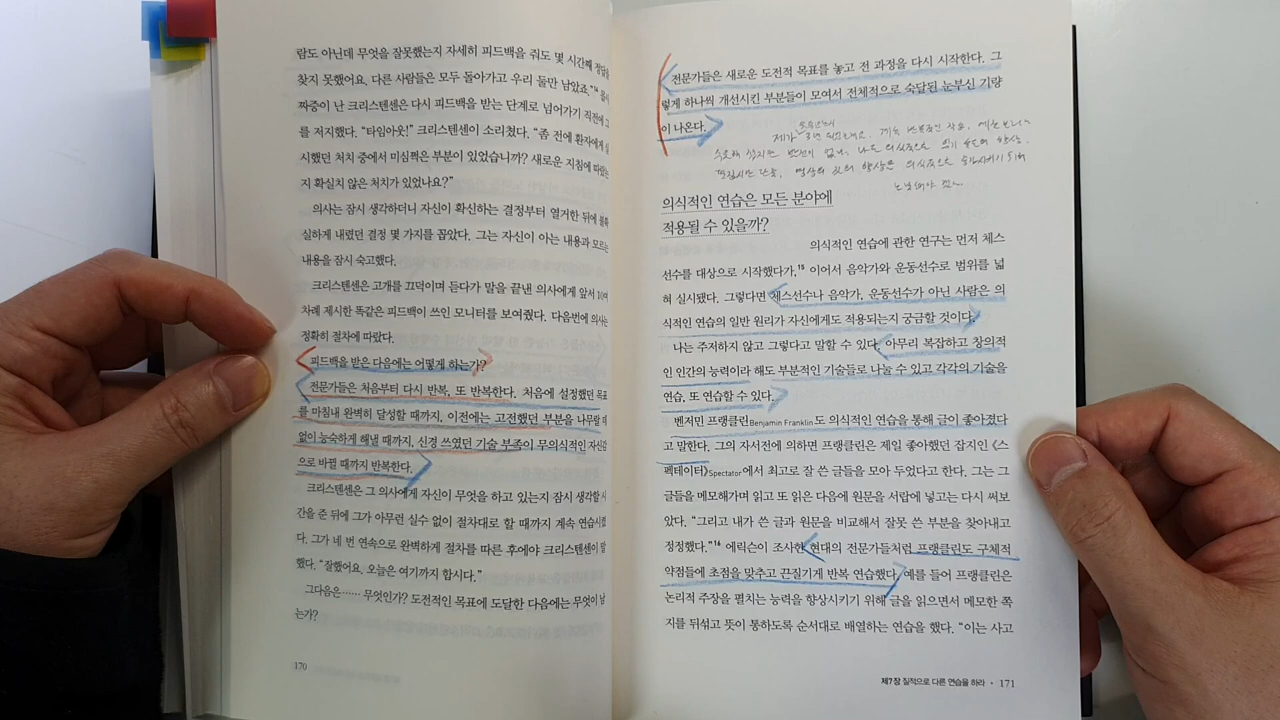 람도 아닌데 무엇을 잘못했는지 자세히 피드백을 줘도 몇 시간째 정답을
찾지 못했어요. 다른 사람들은 모두 돌아가고 우리 둘만 남았죠."¹⁴
짜증이 난 크리스텐센은 다시 피드백을 받는 단계로 넘어가기 직전에 그
를 저지했다. "타임아웃!" 크리스텐센이 소리쳤다. "좀 전에 환자에게 실
시했던 처치 중에서 미심쩍은 부분이 있었습니까? 새로운 지침에 따랐는
지 확실치 않은 처치가 있었나요?"
의사는 잠시 생각하더니 자신이 확신하는 결정부터 열거한 뒤에
실하게 내렸던 결정 몇 가지를 꼽았다. 그는 자신이 아는 내용과 모르는
내용을 잠시 숙고했다.
크리스텐센은 고개를 끄덕이며 듣다가 말을 끝낸 의사에게 앞서 10여
차례 제시한 똑같은 피드백이 쓰인 모니터를 보여줬다. 다음번에 의사는
정확히 절차에 따랐다.
피드백을 받은 다음에는 어떻게 하는가?
전문가들은 처음부터 다시 반복, 또 반복한다. 처음에 설정했던 목표
를 마침내 완벽히 달성할 때까지. 이전에는 고전했던 부분을 나무랄 데
없이 능숙하게 해낼 때까지. 신경 쓰였던 기술 부족이 무의식적인 자신감
으로 바뀔 때까지 반복한다.
크리스텐센은 그 의사에게 자신이 무엇을 하고 있는지 잠시 생각할 시
간을 준 뒤에 그가 아무런 실수 없이 절차대로 할 때까지 계속 연습시켰
다. 그가 네 번 연속으로 완벽하게 절차를 따른 후에야 크리스텐센이 말
했다. "잘했어요. 오늘은 여기까지 합시다."
그다음은…… 무엇인가? 도전적인 목표에 도달한 다음에는 무엇이 남
는가?
170
전문가들은 새로운 도전적 목표를 놓고 전 과정을 다시 시작한다. 그
렇게 하나씩 개선시킨 부분들이 모여서 전체적으로 숙달된 눈부신 기량
이 나온다.
의식적인 연습은 모든 분야에
적용될 수 있을까?
의식적인 연습에 관한 연구는 먼저 체스
선수를 대상으로 시작했다가,¹⁵ 이어서 음악가와 운동선수로 범위를 넓
혀 실시됐다. 그렇다면 체스선수나 음악가, 운동선수가 아닌 사람은 의
식적인 연습의 일반 원리가 자신에게도 적용되는지 궁금할 것이다.
나는 주저하지 않고 그렇다고 말할 수 있다. 아무리 복잡하고 창의적
인 인간의 능력이라 해도 부분적인 기술들로 나눌 수 있고 각각의 기술을
연습, 또 연습할 수 있다.
벤저민 프랭클린Benjamin Franklin도 의식적인 연습을 통해 글이 좋아졌다
고 말한다. 그의 자서전에 의하면 프랭클린은 제일 좋아했던 잡지인 《스
펙테이터》Spectator에서 최고로 잘 쓴 글들을 모아 두었다고 한다. 그는 그
글들을 메모해가며 읽고 또 읽은 다음에 원문을 서랍에 넣고는 다시 써보
았다. "그리고 내가 쓴 글과 원문을 비교해서 잘못 쓴 부분을 찾아내고
정정했다."¹⁶ 에릭슨이 조사한 현대의 전문가들처럼 프랭클린도 구체적
약점들에 초점을 맞추고 끈질기게 반복 연습했다. 예를 들어 프랭클린은
논리적 주장을 펼치는 능력을 향상시키기 위해 글을 읽으면서 메모한 쪽
지를 뒤섞고 뜻이 통하도록 순서대로 배열하는 연습을 했다. "이는 사고
제7장 질적으로 다른 연습을 하라 • 171